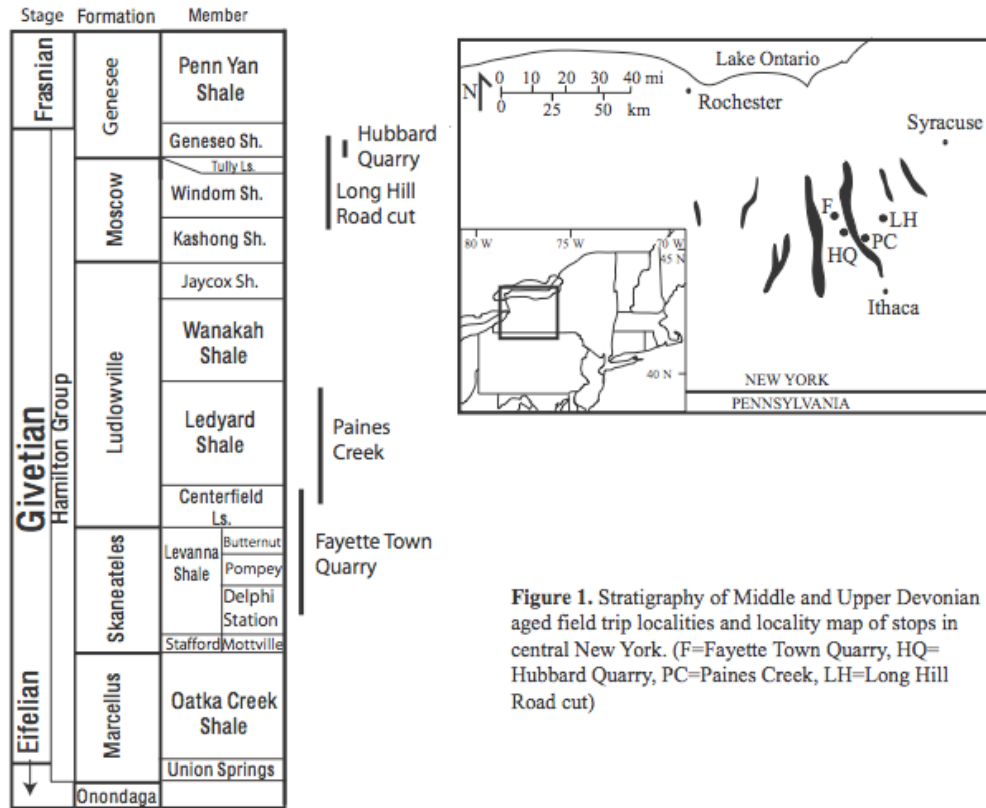 Stage Formation Member
Frasnian
Givetian
Eifelian
Hamilton Group
Genesee
Moscow
Ludlowville
Skaneateles
Marcellus
Onondaga
Penn Yan
Shale
Geneseo Sh.
Tully Ls.
Windom Sh.
Kashong Sh.
Jaycox Sh.
Wanakah
Shale
Ledyard
Shale
Centerfield
Ls.
Levanna
Shale
Butternut
Pompey
Delphi
Station
Stafford Mottville
Oatka Creek
Shale
Union Springs
Hubbard
Quarry
Long Hill
Road cut
Paines
Creek
Fayette Town
Quarry
Lake Ontario
N
0 10 20 30 40 mi
0 25 50 km
Rochester
Syracuse
F
LH
HQ
PC
Ithaca
80 W 75 W 70 W
45 N
40 N
NEW YORK
PENNSYLVANIA
Figure 1. Stratigraphy of Middle and Upper Devonian
aged field trip localities and locality map of stops in
central New York. (F=Fayette Town Quarry, HQ=
Hubbard Quarry, PC=Paines Creek, LH=Long Hill
Road cut)